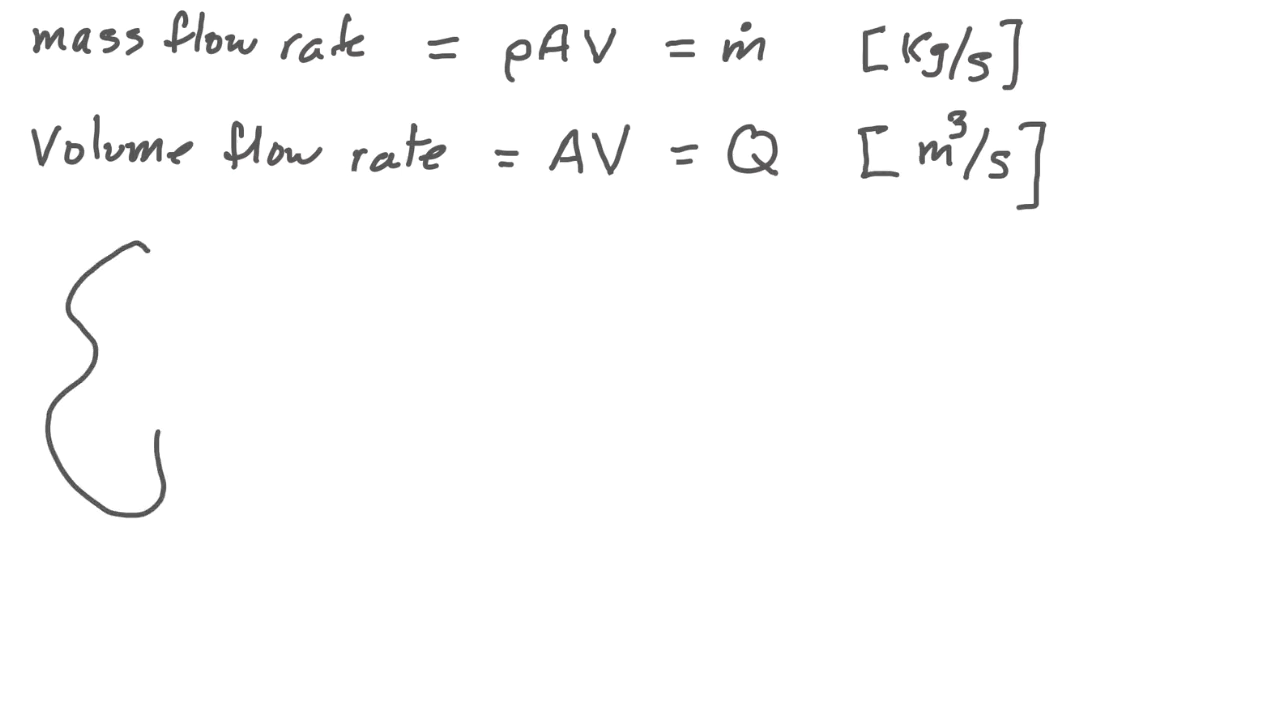 mass flow rate = ρAV = ṁ [Kg/s]
Volume flow rate = AV = Q [m³/s]